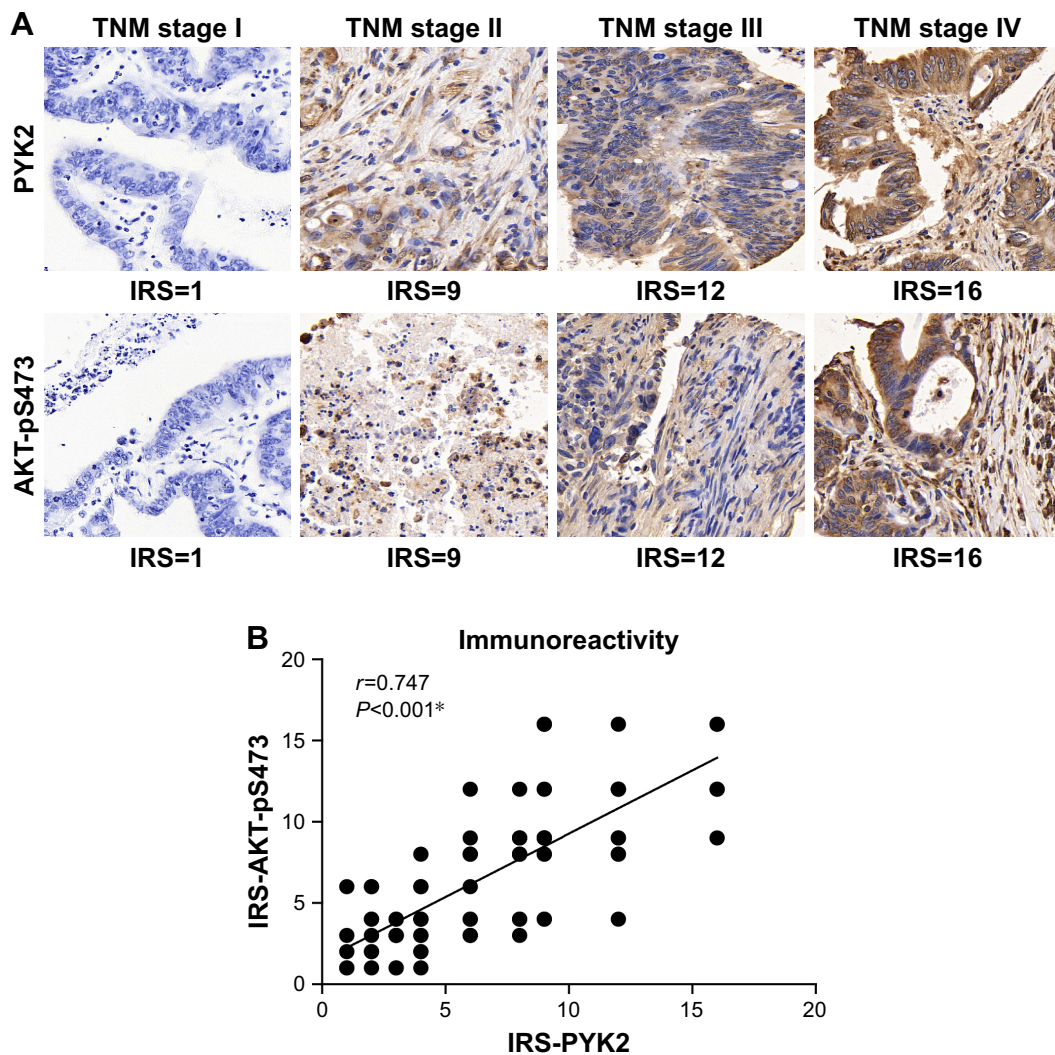 A
TNM stage I TNM stage II TNM stage III TNM stage IV
PYK2
IRS=1 IRS=9 IRS=12 IRS=16
AKT-pS473
IRS=1 IRS=9 IRS=12 IRS=16
B
Immunoreactivity
r=0.747
P<0.001*
20
15
10
5
0
IRS-AKT-pS473
0 5 10 15 20
IRS-PYK2